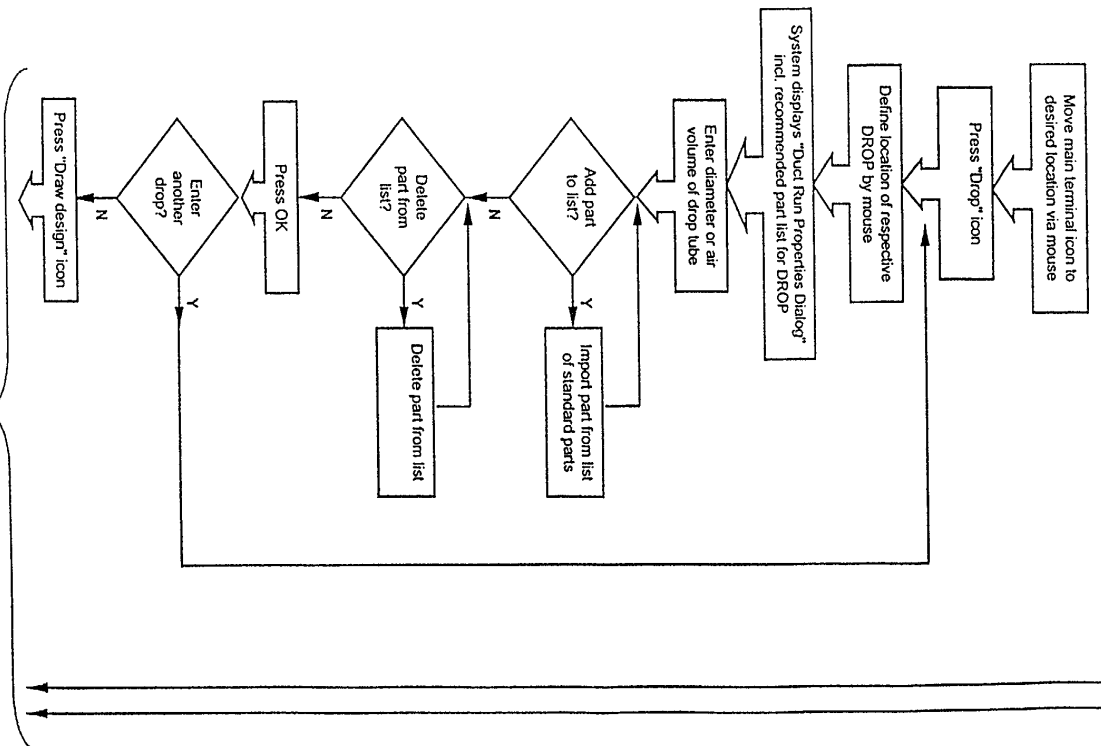 Move main terminal icon to
desired location via mouse
Press "Drop" icon
Define location of respective
DROP by mouse
System displays "Duct Run Properties Dialog"
incl. recommended part list for DROP
Enter diameter or air
volume of drop tube
Add part
to list?
Y
Import part from list
of standard parts
N
Delete
part from
list?
Y
Delete part from list
N
Press OK
Enter
another
drop?
Y
N
Press "Draw design" icon